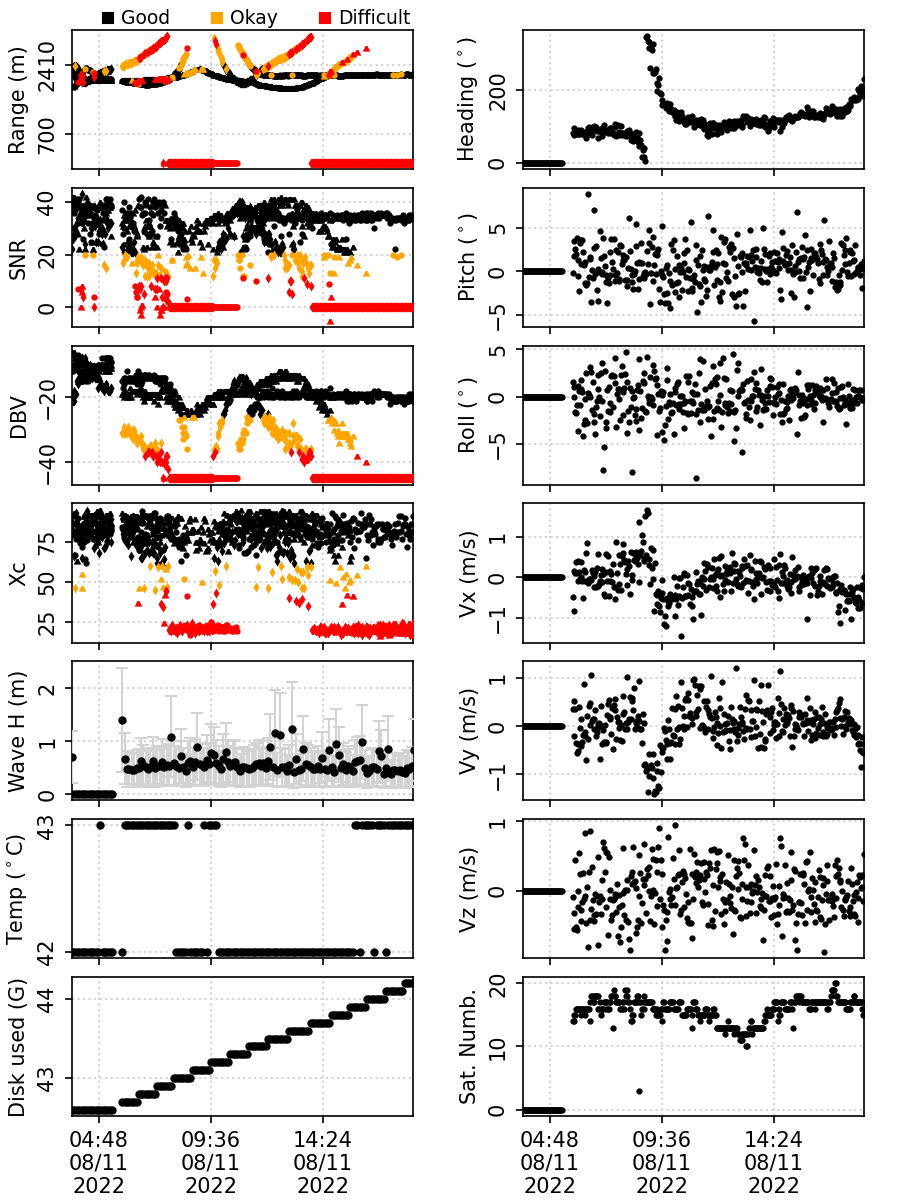 Good Okay Difficult
Range (m)
2410
700
Heading (°)
200
0
SNR
40
20
0
Pitch (°)
5
0
−5
DBV
−20
−40
Roll (°)
5
0
−5
Xc
75
50
25
Vx (m/s)
1
0
−1
Wave H (m)
2
1
0
Vy (m/s)
1
0
−1
Temp (°C)
43
42
Vz (m/s)
1
0
Disk used (G)
44
43
Sat. Numb.
20
10
0
04:48 09:36 14:24 04:48 09:36 14:24
08/11 08/11 08/11 08/11 08/11 08/11
2022 2022 2022 2022 2022 2022